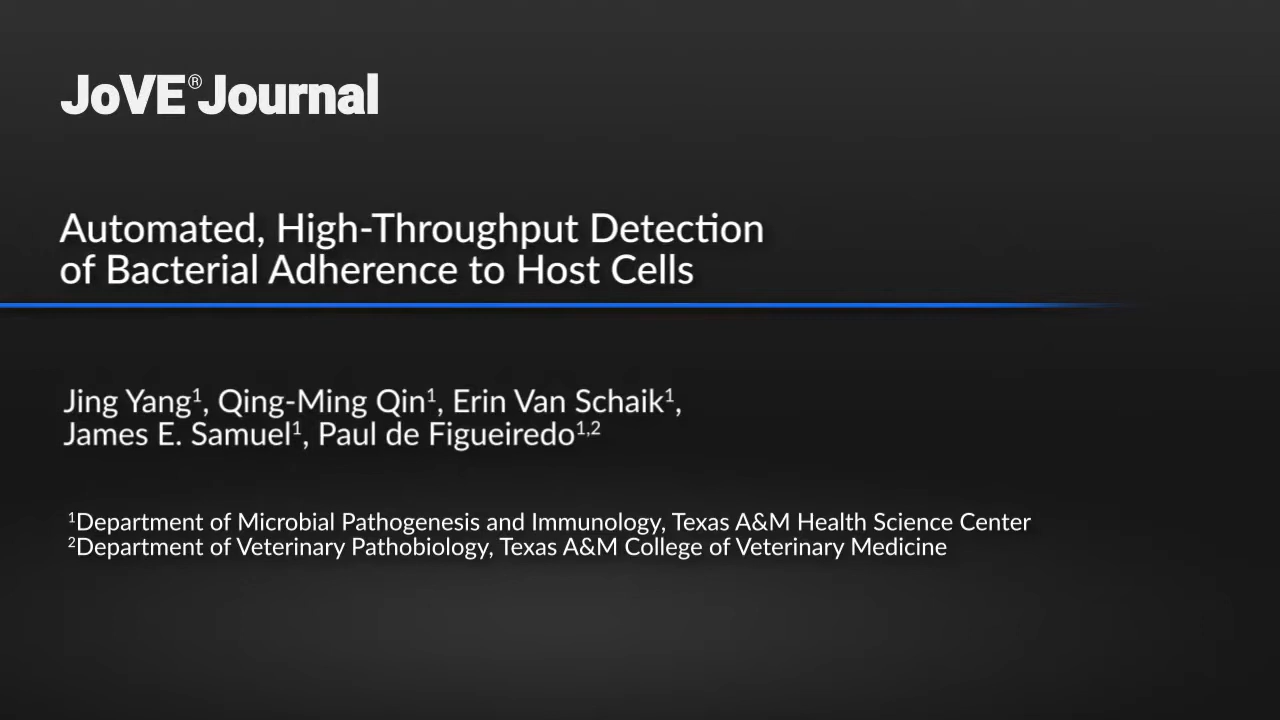 JoVE® Journal
Automated, High-Throughput Detection
of Bacterial Adherence to Host Cells
Jing Yang¹, Qing-Ming Qin¹, Erin Van Schaik¹,
James E. Samuel¹, Paul de Figueiredo¹,²
¹Department of Microbial Pathogenesis and Immunology, Texas A&M Health Science Center
²Department of Veterinary Pathobiology, Texas A&M College of Veterinary Medicine